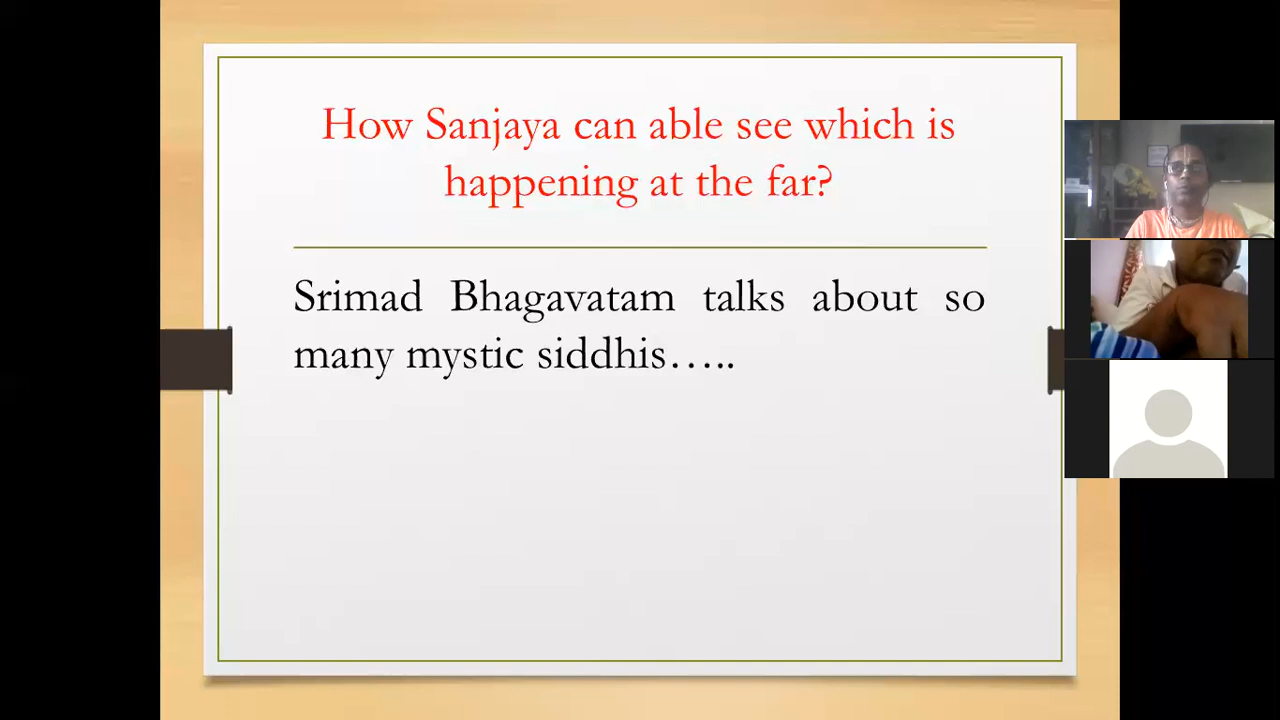 How Sanjaya can able see which is
happening at the far?
Srimad Bhagavatam talks about so
many mystic siddhis…..